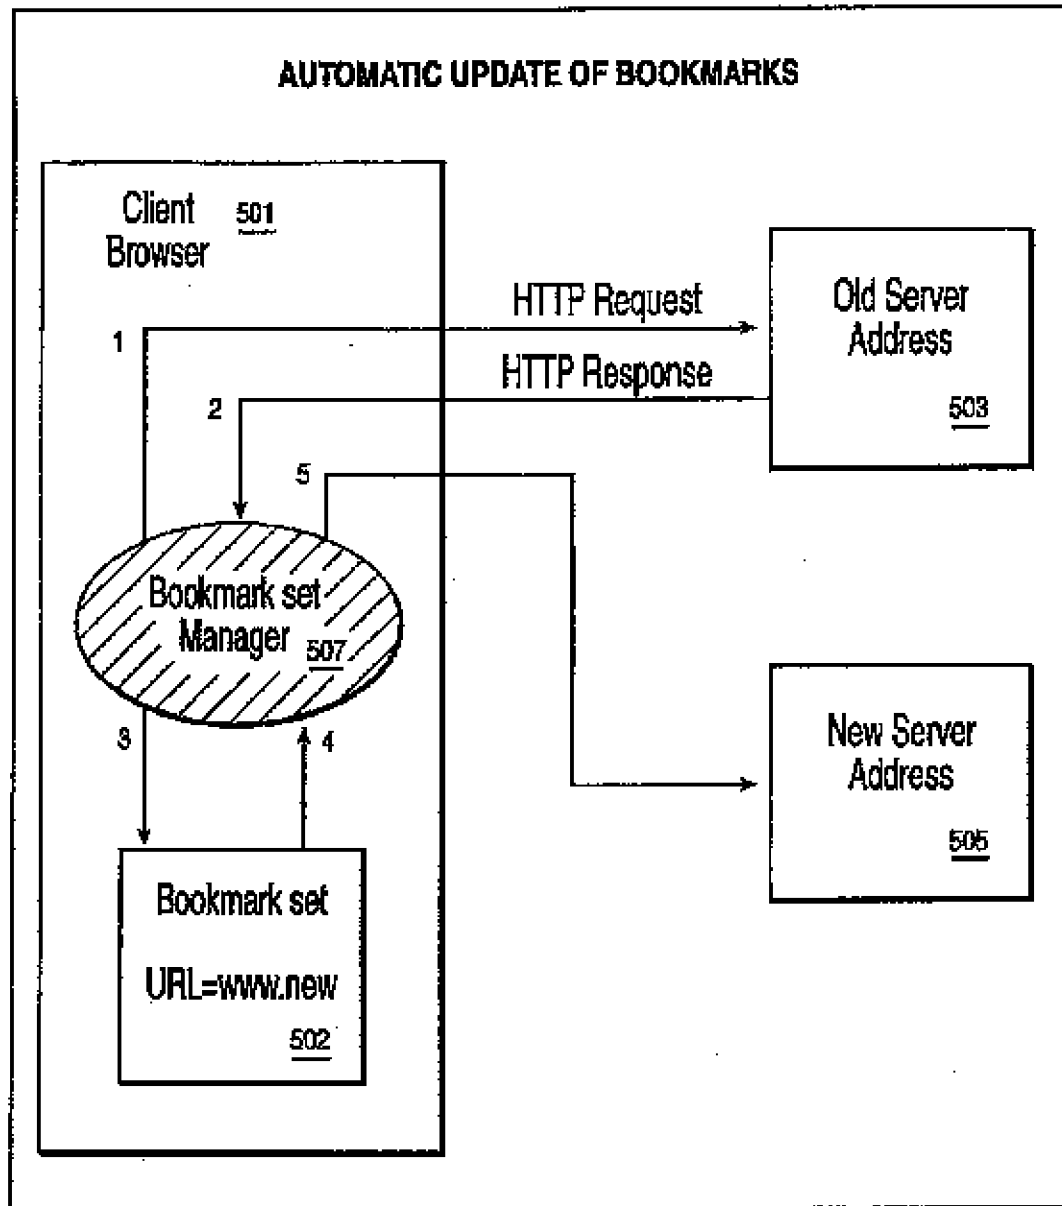 AUTOMATIC UPDATE OF BOOKMARKS
Client 501
Browser
HTTP Request
1
Old Server
Address
503
HTTP Response
2
5
Bookmark set
Manager 507
3
4
New Server
Address
505
Bookmark set
URL=www.new
502